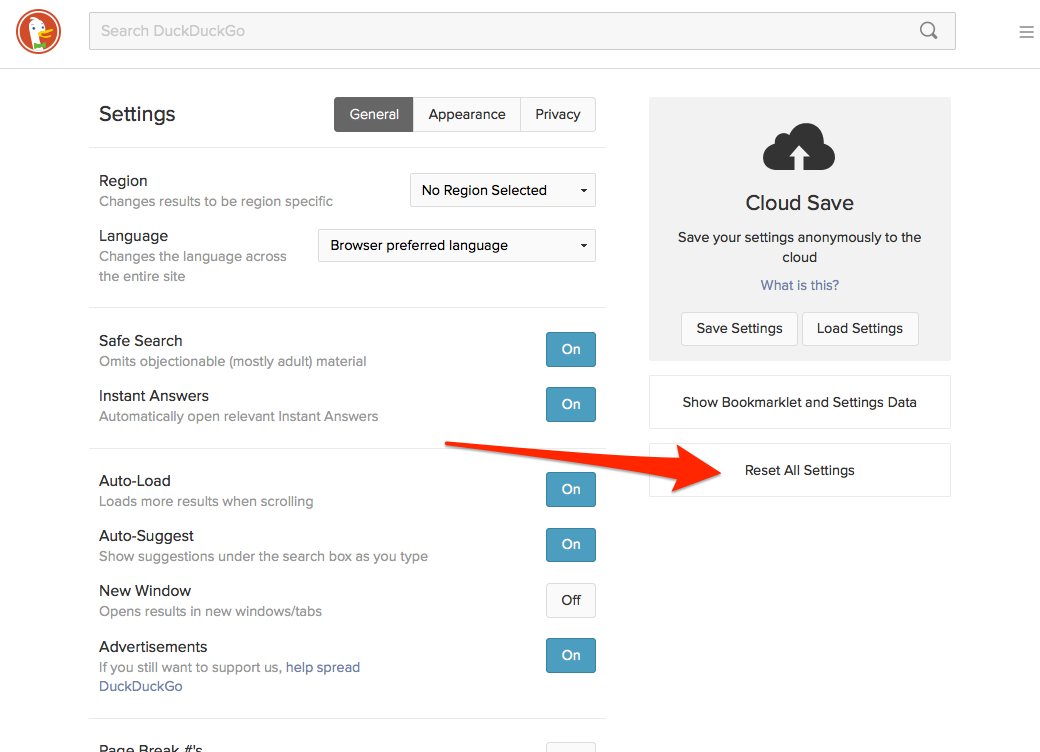 Search DuckDuckGo
Settings
General
Appearance
Privacy
Region
Changes results to be region specific
No Region Selected
Language
Changes the language across
the entire site
Browser preferred language
Safe Search
Omits objectionable (mostly adult) material
On
Instant Answers
Automatically open relevant Instant Answers
On
Auto-Load
Loads more results when scrolling
On
Auto-Suggest
Show suggestions under the search box as you type
On
New Window
Opens results in new windows/tabs
Off
Advertisements
If you still want to support us, help spread
DuckDuckGo
On
Page Break #'s
Cloud Save
Save your settings anonymously to the
cloud
What is this?
Save Settings
Load Settings
Show Bookmarklet and Settings Data
Reset All Settings